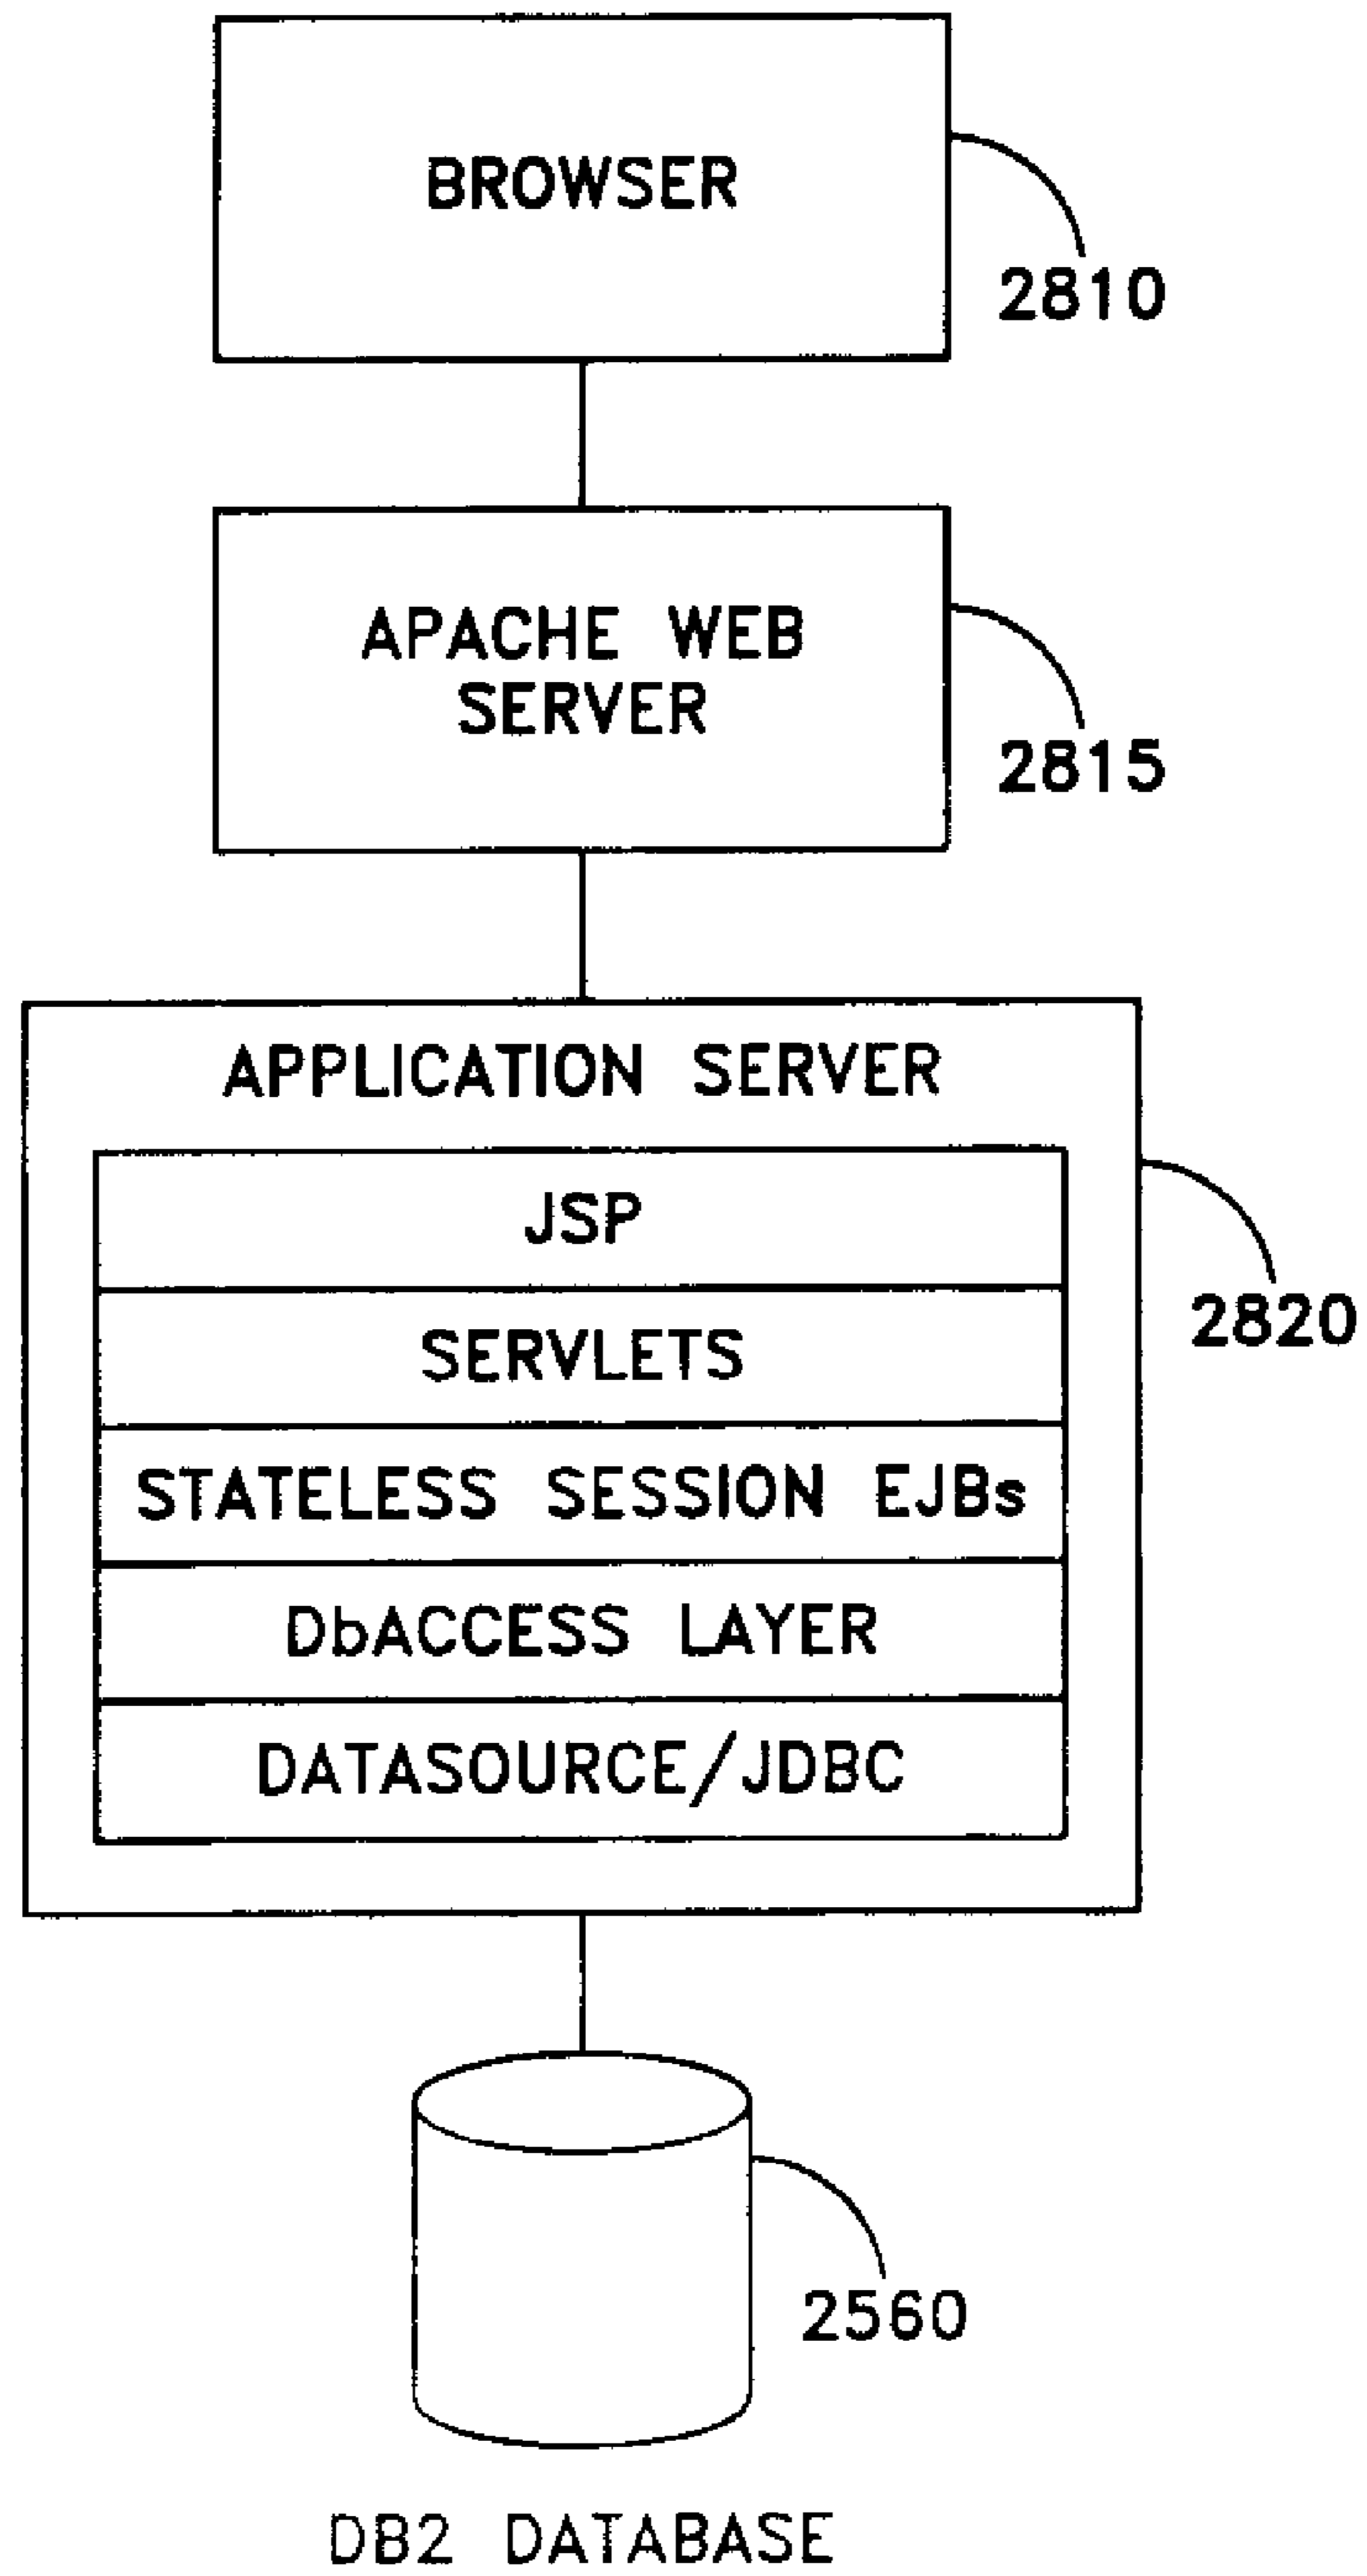 BROWSER
2810
APACHE WEB
SERVER
2815
APPLICATION SERVER
JSP
2820
SERVLETS
STATELESS SESSION EJBs
DbACCESS LAYER
DATASOURCE/JDBC
2560
DB2 DATABASE